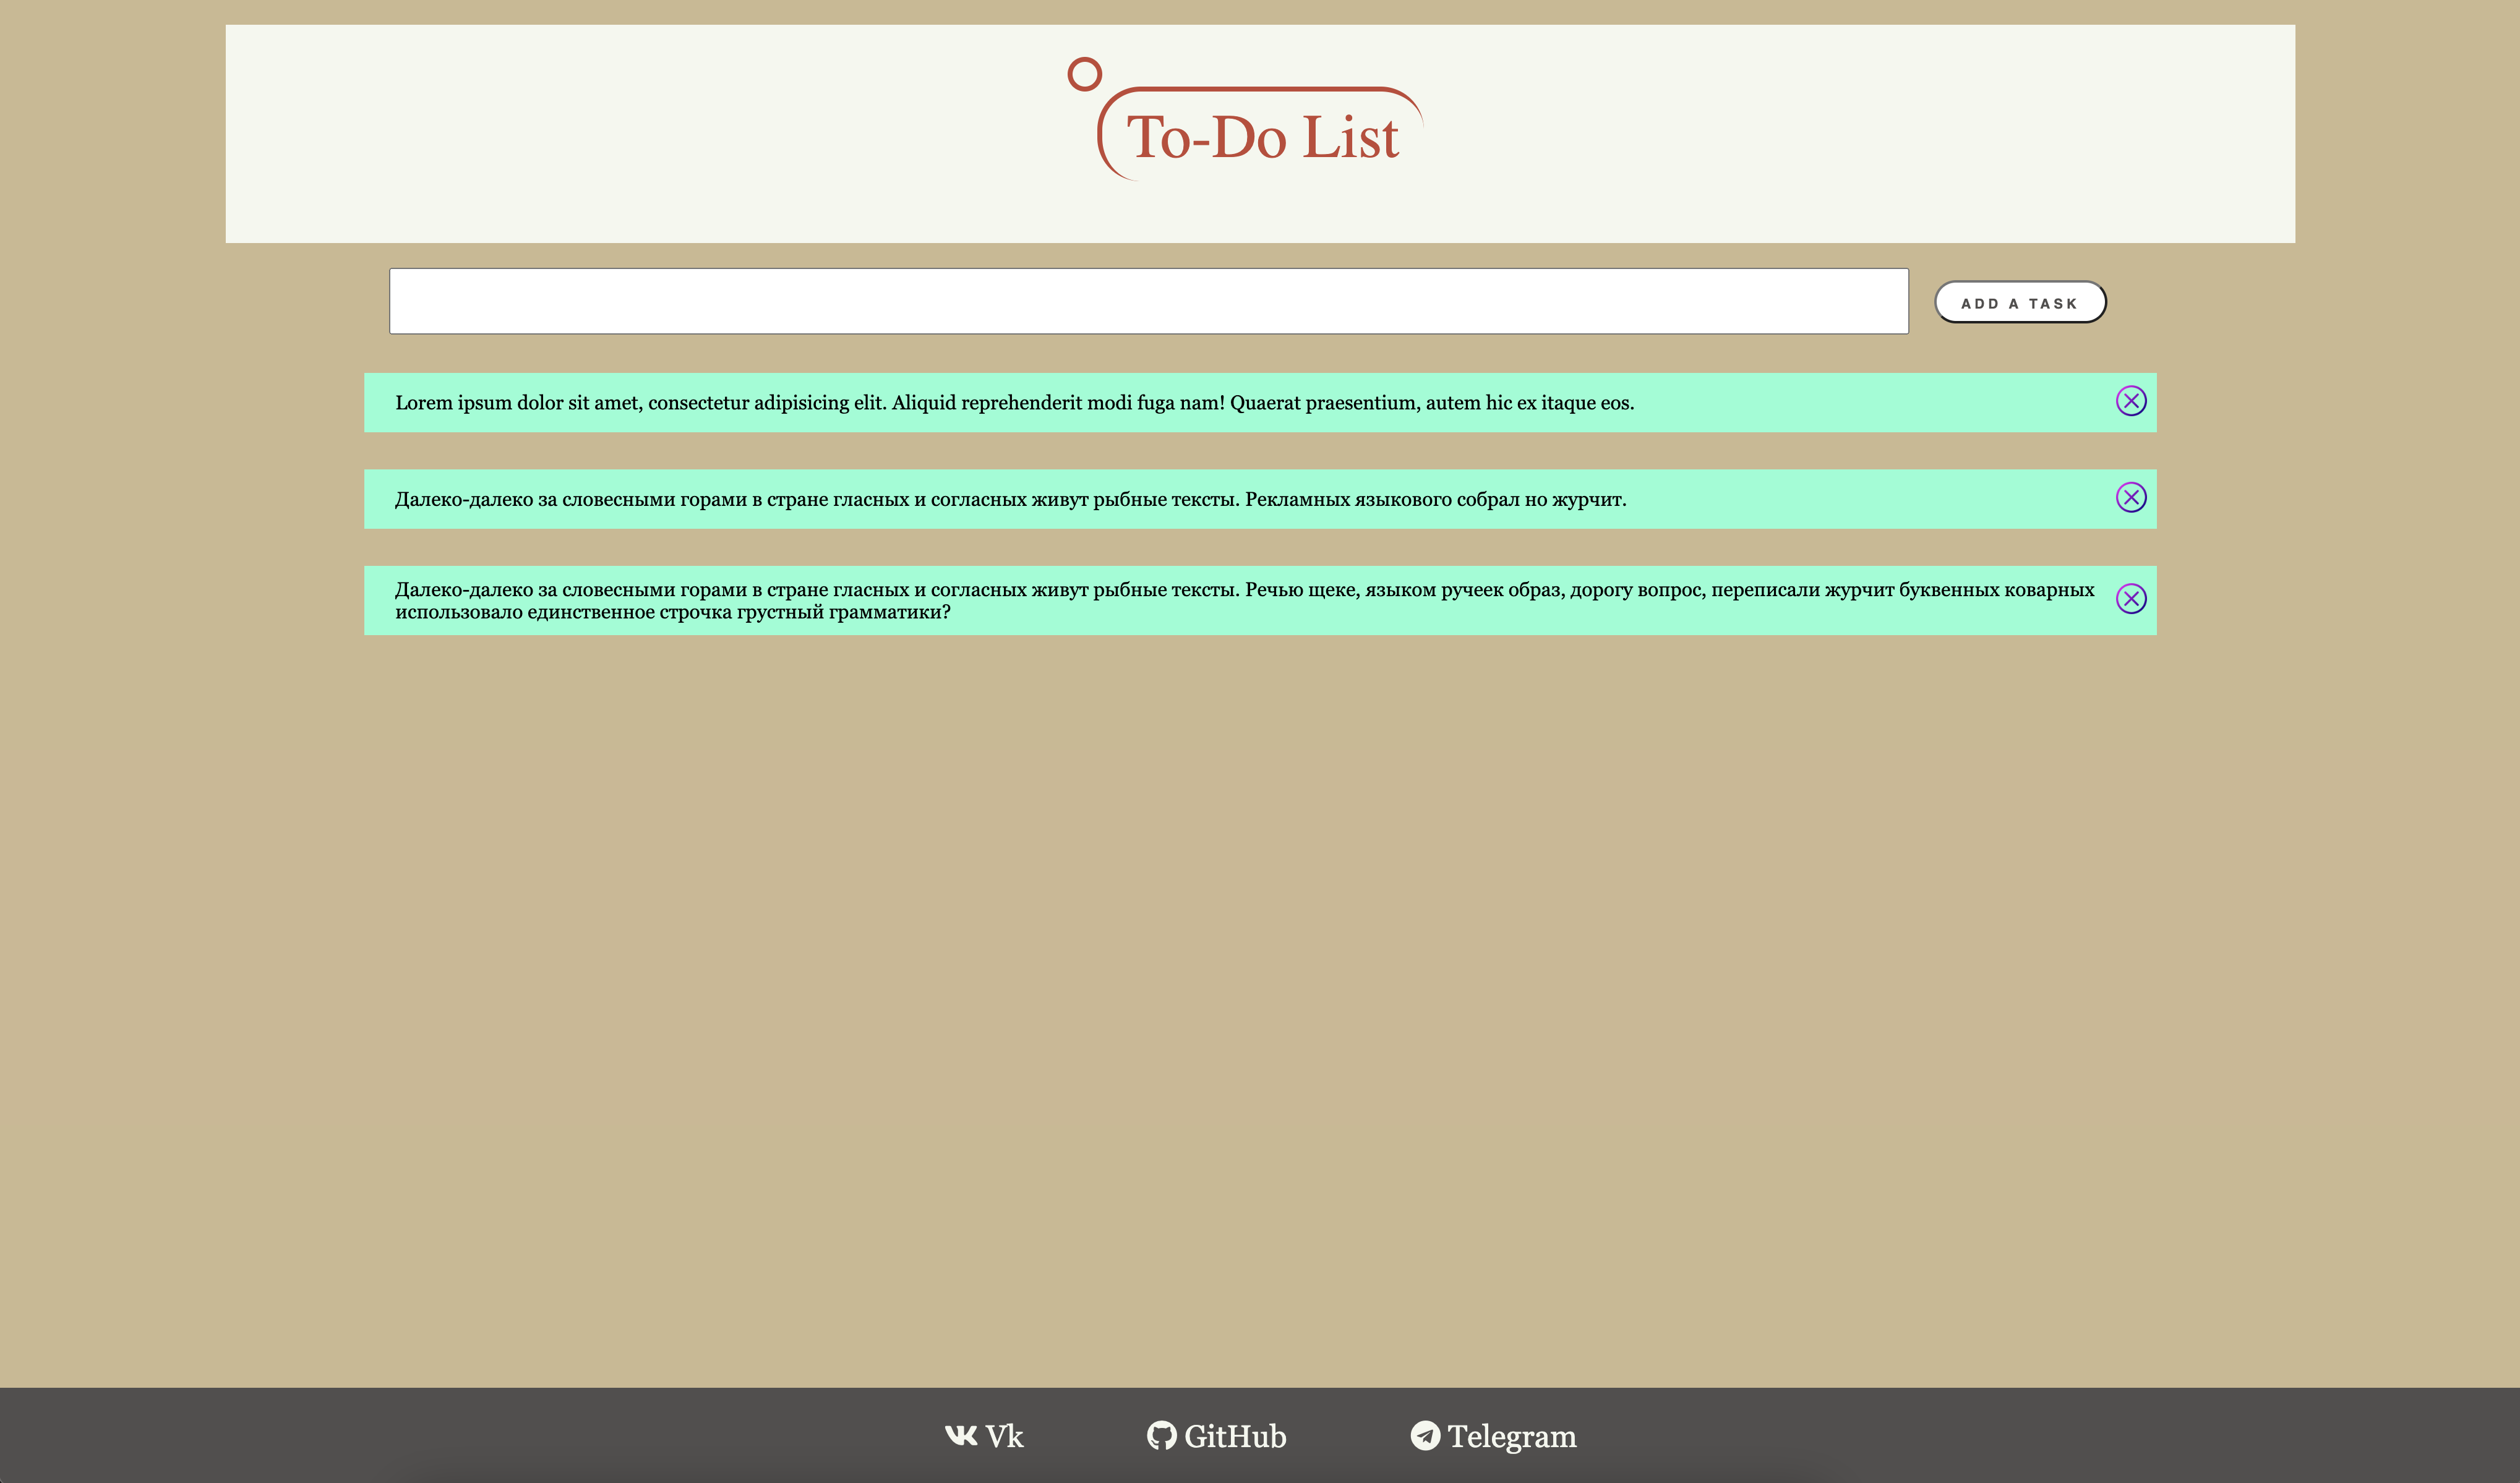 To-Do List
ADD A TASK
Lorem ipsum dolor sit amet, consectetur adipisicing elit. Aliquid reprehenderit modi fuga nam! Quaerat praesentium, autem hic ex itaque eos.
Далеко-далеко за словесными горами в стране гласных и согласных живут рыбные тексты. Рекламных языкового собрал но журчит.
Далеко-далеко за словесными горами в стране гласных и согласных живут рыбные тексты. Речью щеке, языком ручеек образ, дорогу вопрос, переписали журчит буквенных коварных
использовало единственное строчка грустный грамматики?
Vk GitHub Telegram